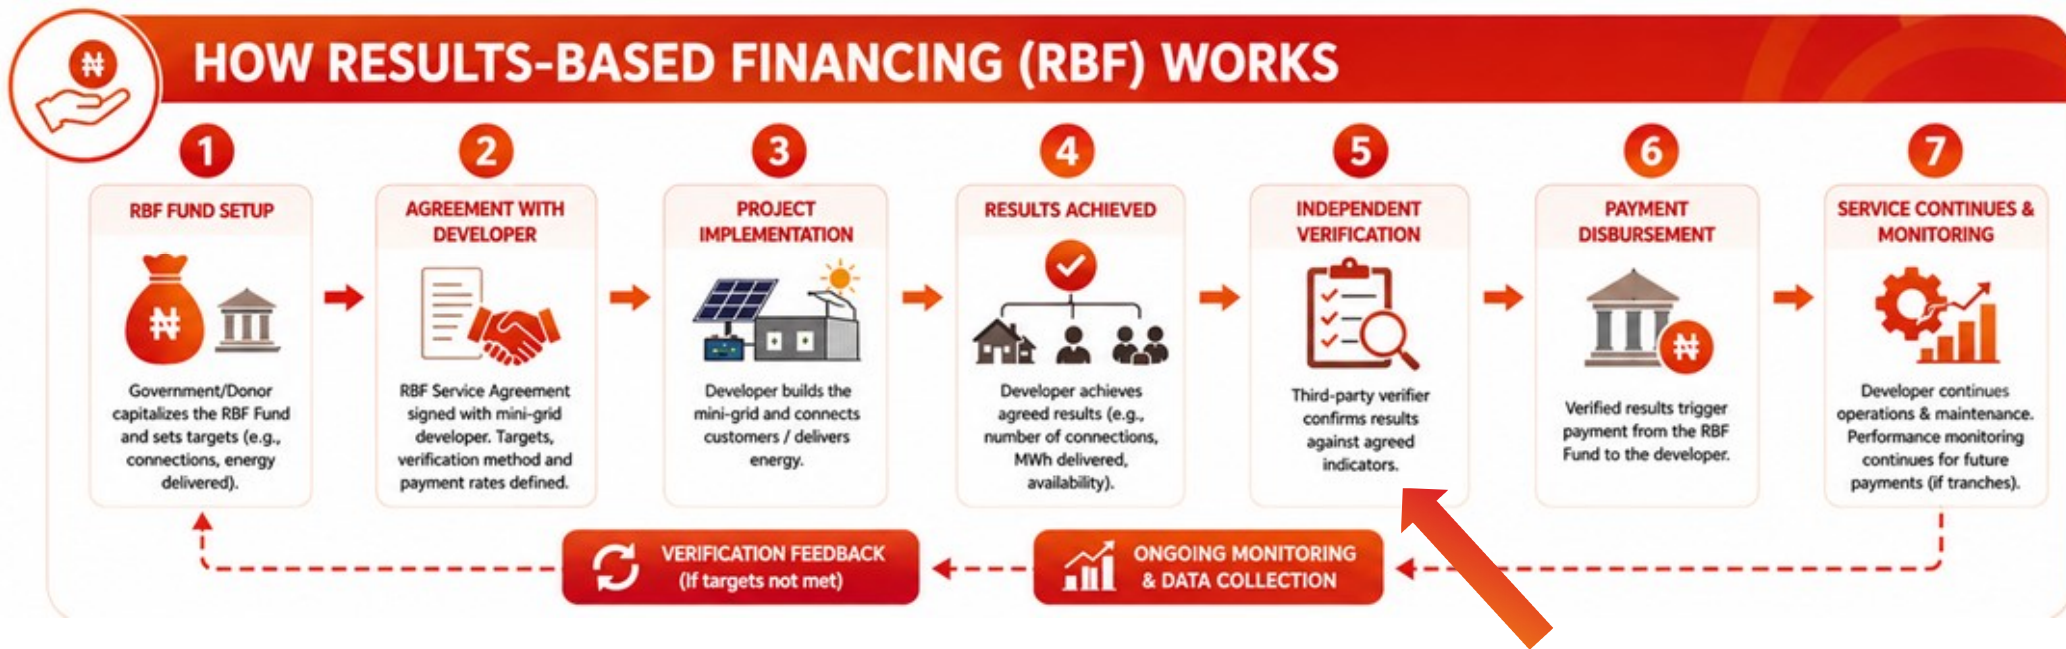 ₦
HOW RESULTS-BASED FINANCING (RBF) WORKS
1
RBF FUND SETUP
₦
Government/Donor
capitalizes the RBF Fund
and sets targets (e.g.,
connections, energy
delivered).
2
AGREEMENT WITH
DEVELOPER
RBF Service Agreement
signed with mini-grid
developer. Targets,
verification method and
payment rates defined.
3
PROJECT
IMPLEMENTATION
Developer builds the
mini-grid and connects
customers / delivers
energy.
4
RESULTS ACHIEVED
Developer achieves
agreed results (e.g.,
number of connections,
MWh delivered,
availability).
5
INDEPENDENT
VERIFICATION
Third-party verifier
confirms results
against agreed
indicators.
6
PAYMENT
DISBURSEMENT
₦
Verified results trigger
payment from the RBF
Fund to the developer.
7
SERVICE CONTINUES &
MONITORING
Developer continues
operations & maintenance.
Performance monitoring
continues for future
payments (if tranches).
VERIFICATION FEEDBACK
(If targets not met)
ONGOING MONITORING
& DATA COLLECTION